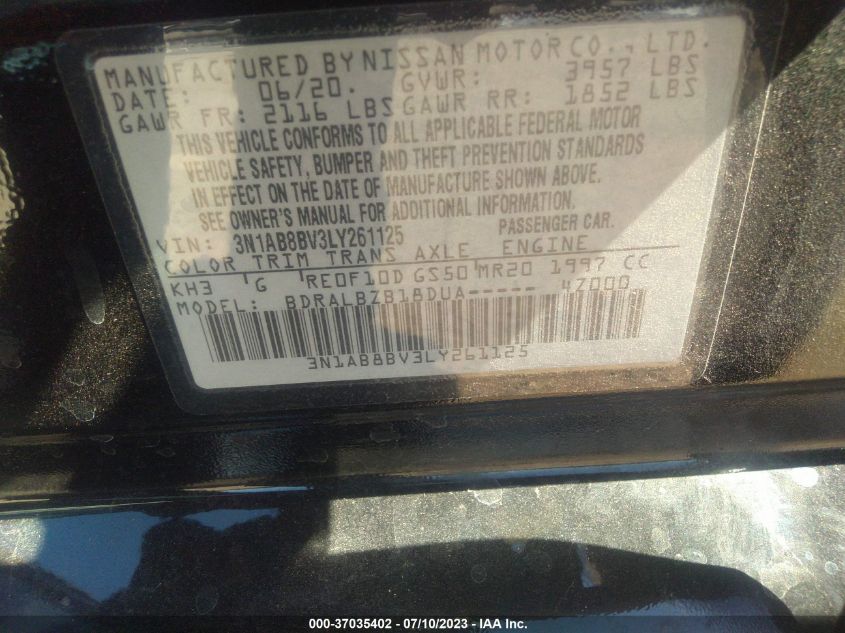 MANUFACTURED BY NISSAN MOTOR CO., LTD.
DATE: 06/20. GVWR: 3957 LBS
GAWR FR: 2116 LBS GAWR RR: 1852 LBS
THIS VEHICLE CONFORMS TO ALL APPLICABLE FEDERAL MOTOR
VEHICLE SAFETY, BUMPER AND THEFT PREVENTION STANDARDS
IN EFFECT ON THE DATE OF MANUFACTURE SHOWN ABOVE.
SEE OWNER'S MANUAL FOR ADDITIONAL INFORMATION.
VIN: 3N1AB8BV3LY261125 PASSENGER CAR.
COLOR TRIM TRANS AXLE ENGINE
KH3 G RE0F10D GS50 MR20 1997 CC
MODEL: BDRALBZB18DUA----- 4Z000
3N1AB8BV3LY261125
000-37035402 - 07/10/2023 - IAA Inc.